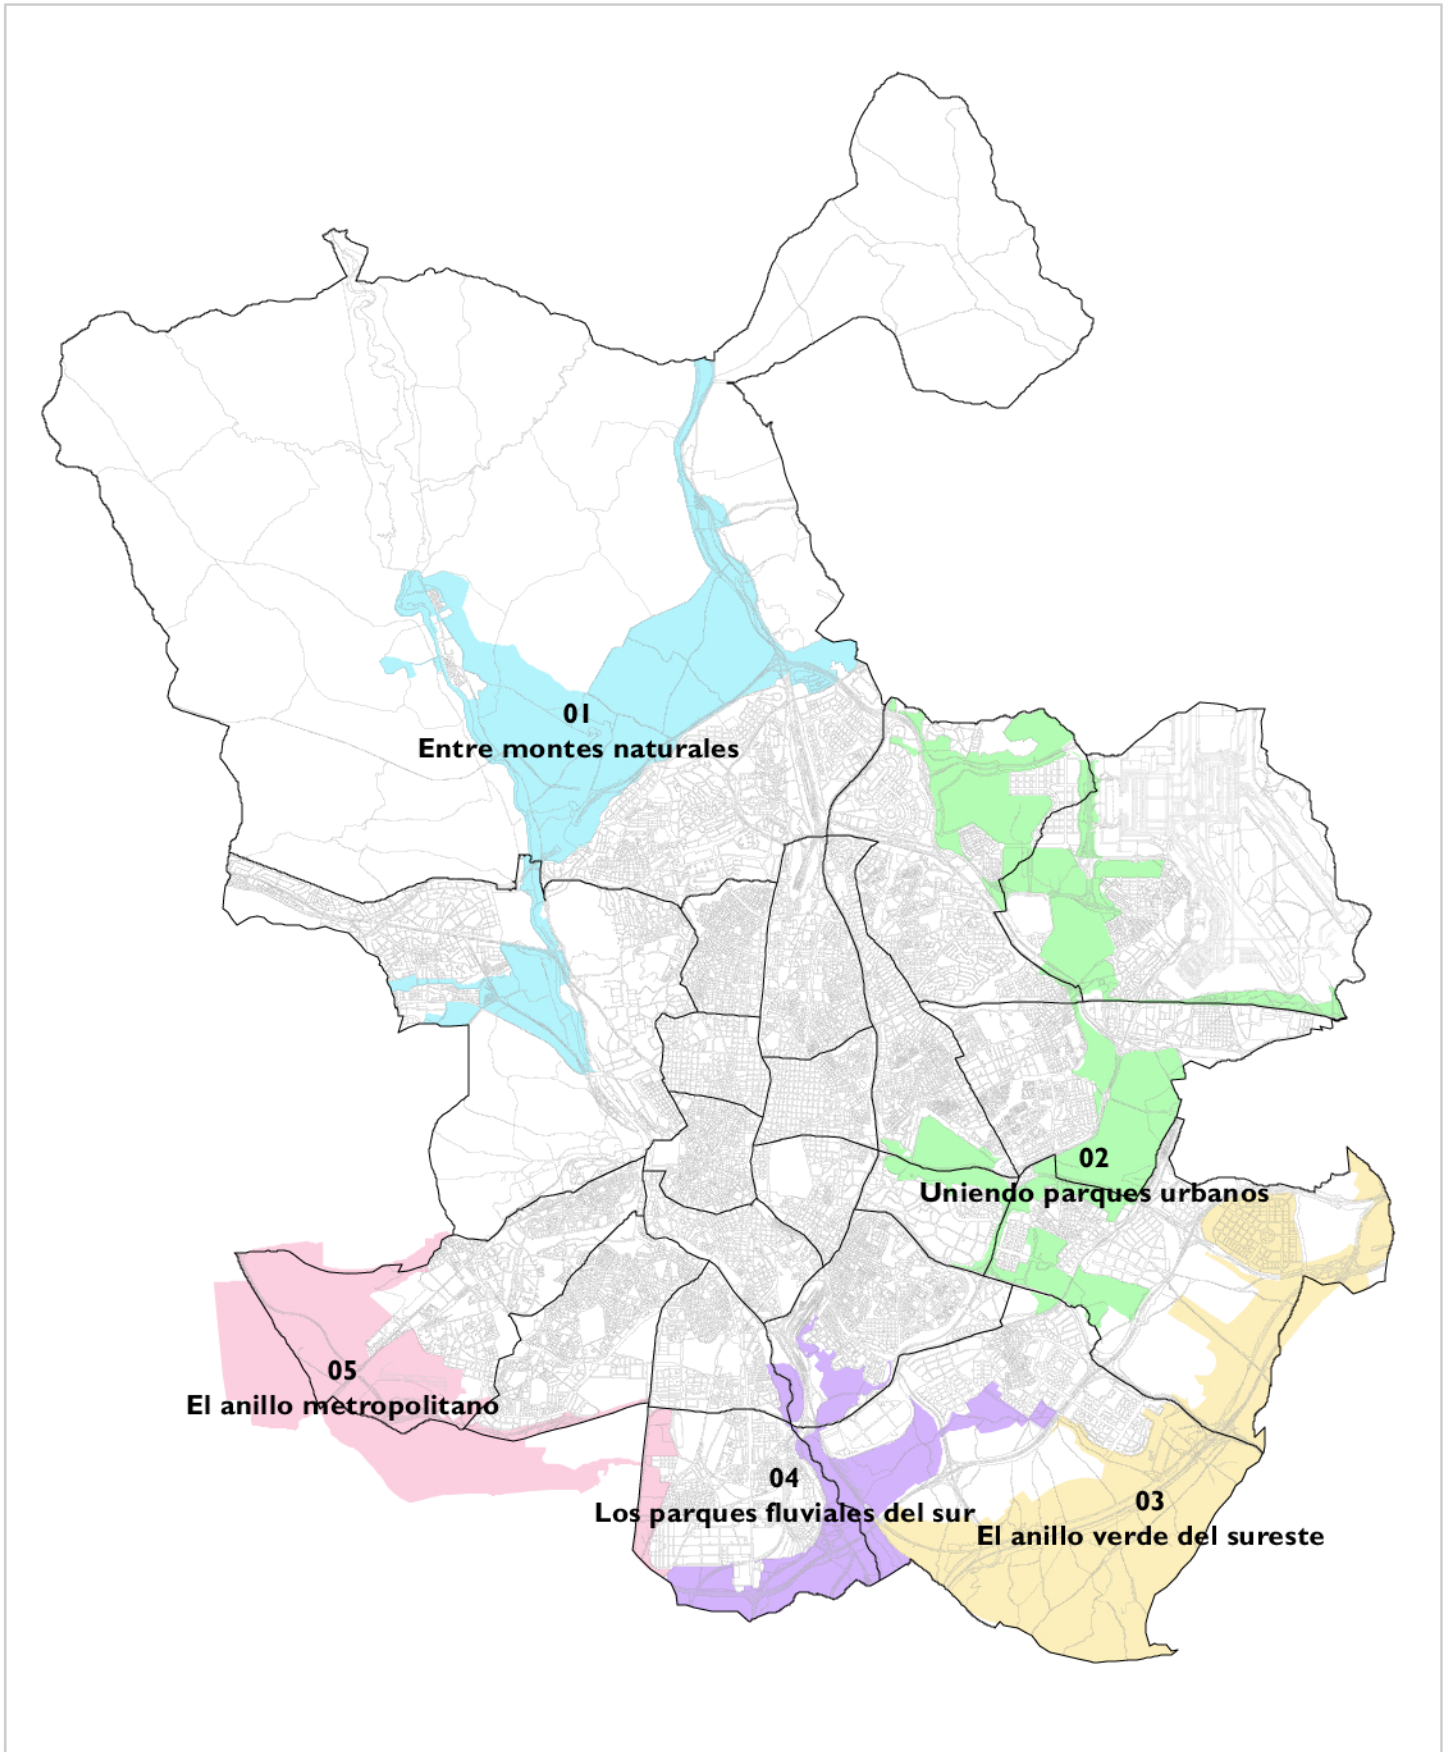 01
Entre montes naturales
02
Uniendo parques urbanos
05
El anillo metropolitano
04
Los parques fluviales del sur
03
El anillo verde del sureste